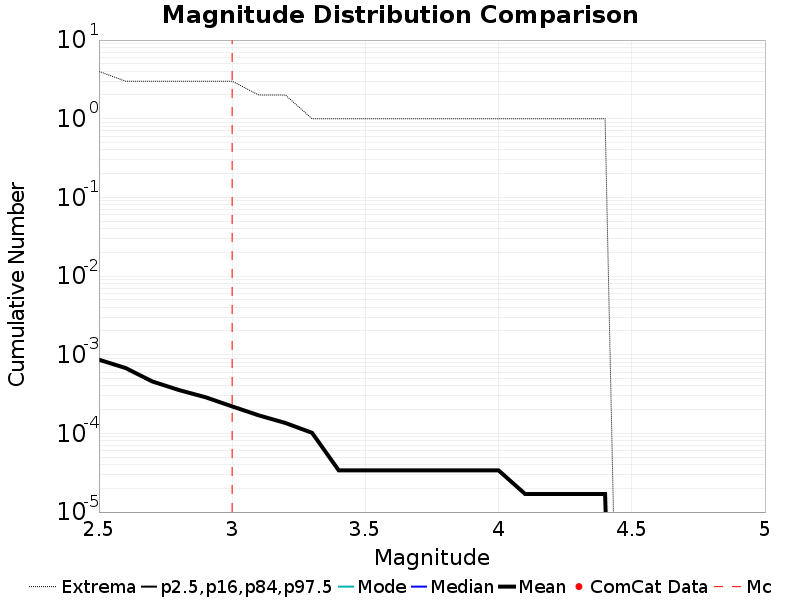 Magnitude Distribution Comparison
Cumulative Number
10^1
10^0
10^-1
10^-2
10^-3
10^-4
10^-5
2.5 3 3.5 4 4.5 5
Magnitude
Extrema p2.5,p16,p84,p97.5 Mode Median Mean ComCat Data Mc